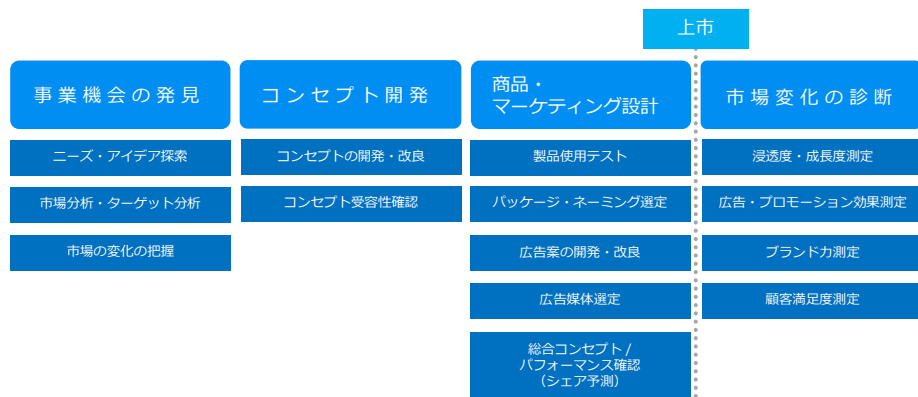 上市
事業機会の発見
コンセプト開発
商品・
マーケティング設計
市場変化の診断
ニーズ・アイデア探索
市場分析・ターゲット分析
市場の変化の把握
コンセプトの開発・改良
コンセプト受容性確認
製品使用テスト
パッケージ・ネーミング選定
広告案の開発・改良
広告媒体選定
総合コンセプト /
パフォーマンス確認
（シェア予測）
浸透度・成長度測定
広告・プロモーション効果測定
ブランド力測定
顧客満足度測定